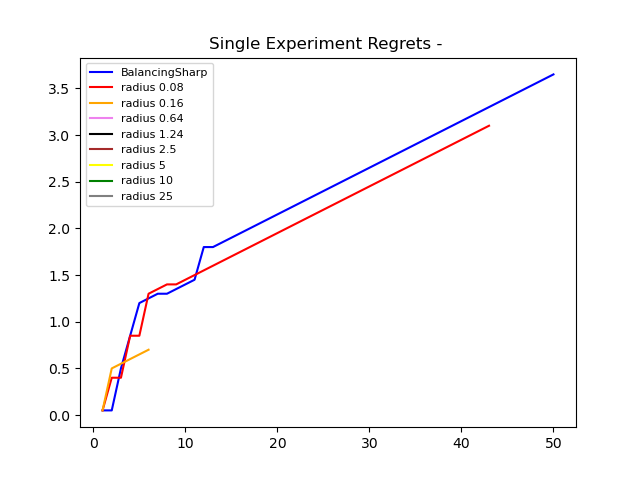 Single Experiment Regrets -
BalancingSharp
radius 0.08
radius 0.16
radius 0.64
radius 1.24
radius 2.5
radius 5
radius 10
radius 25
3.5
3.0
2.5
2.0
1.5
1.0
0.5
0.0
0 10 20 30 40 50